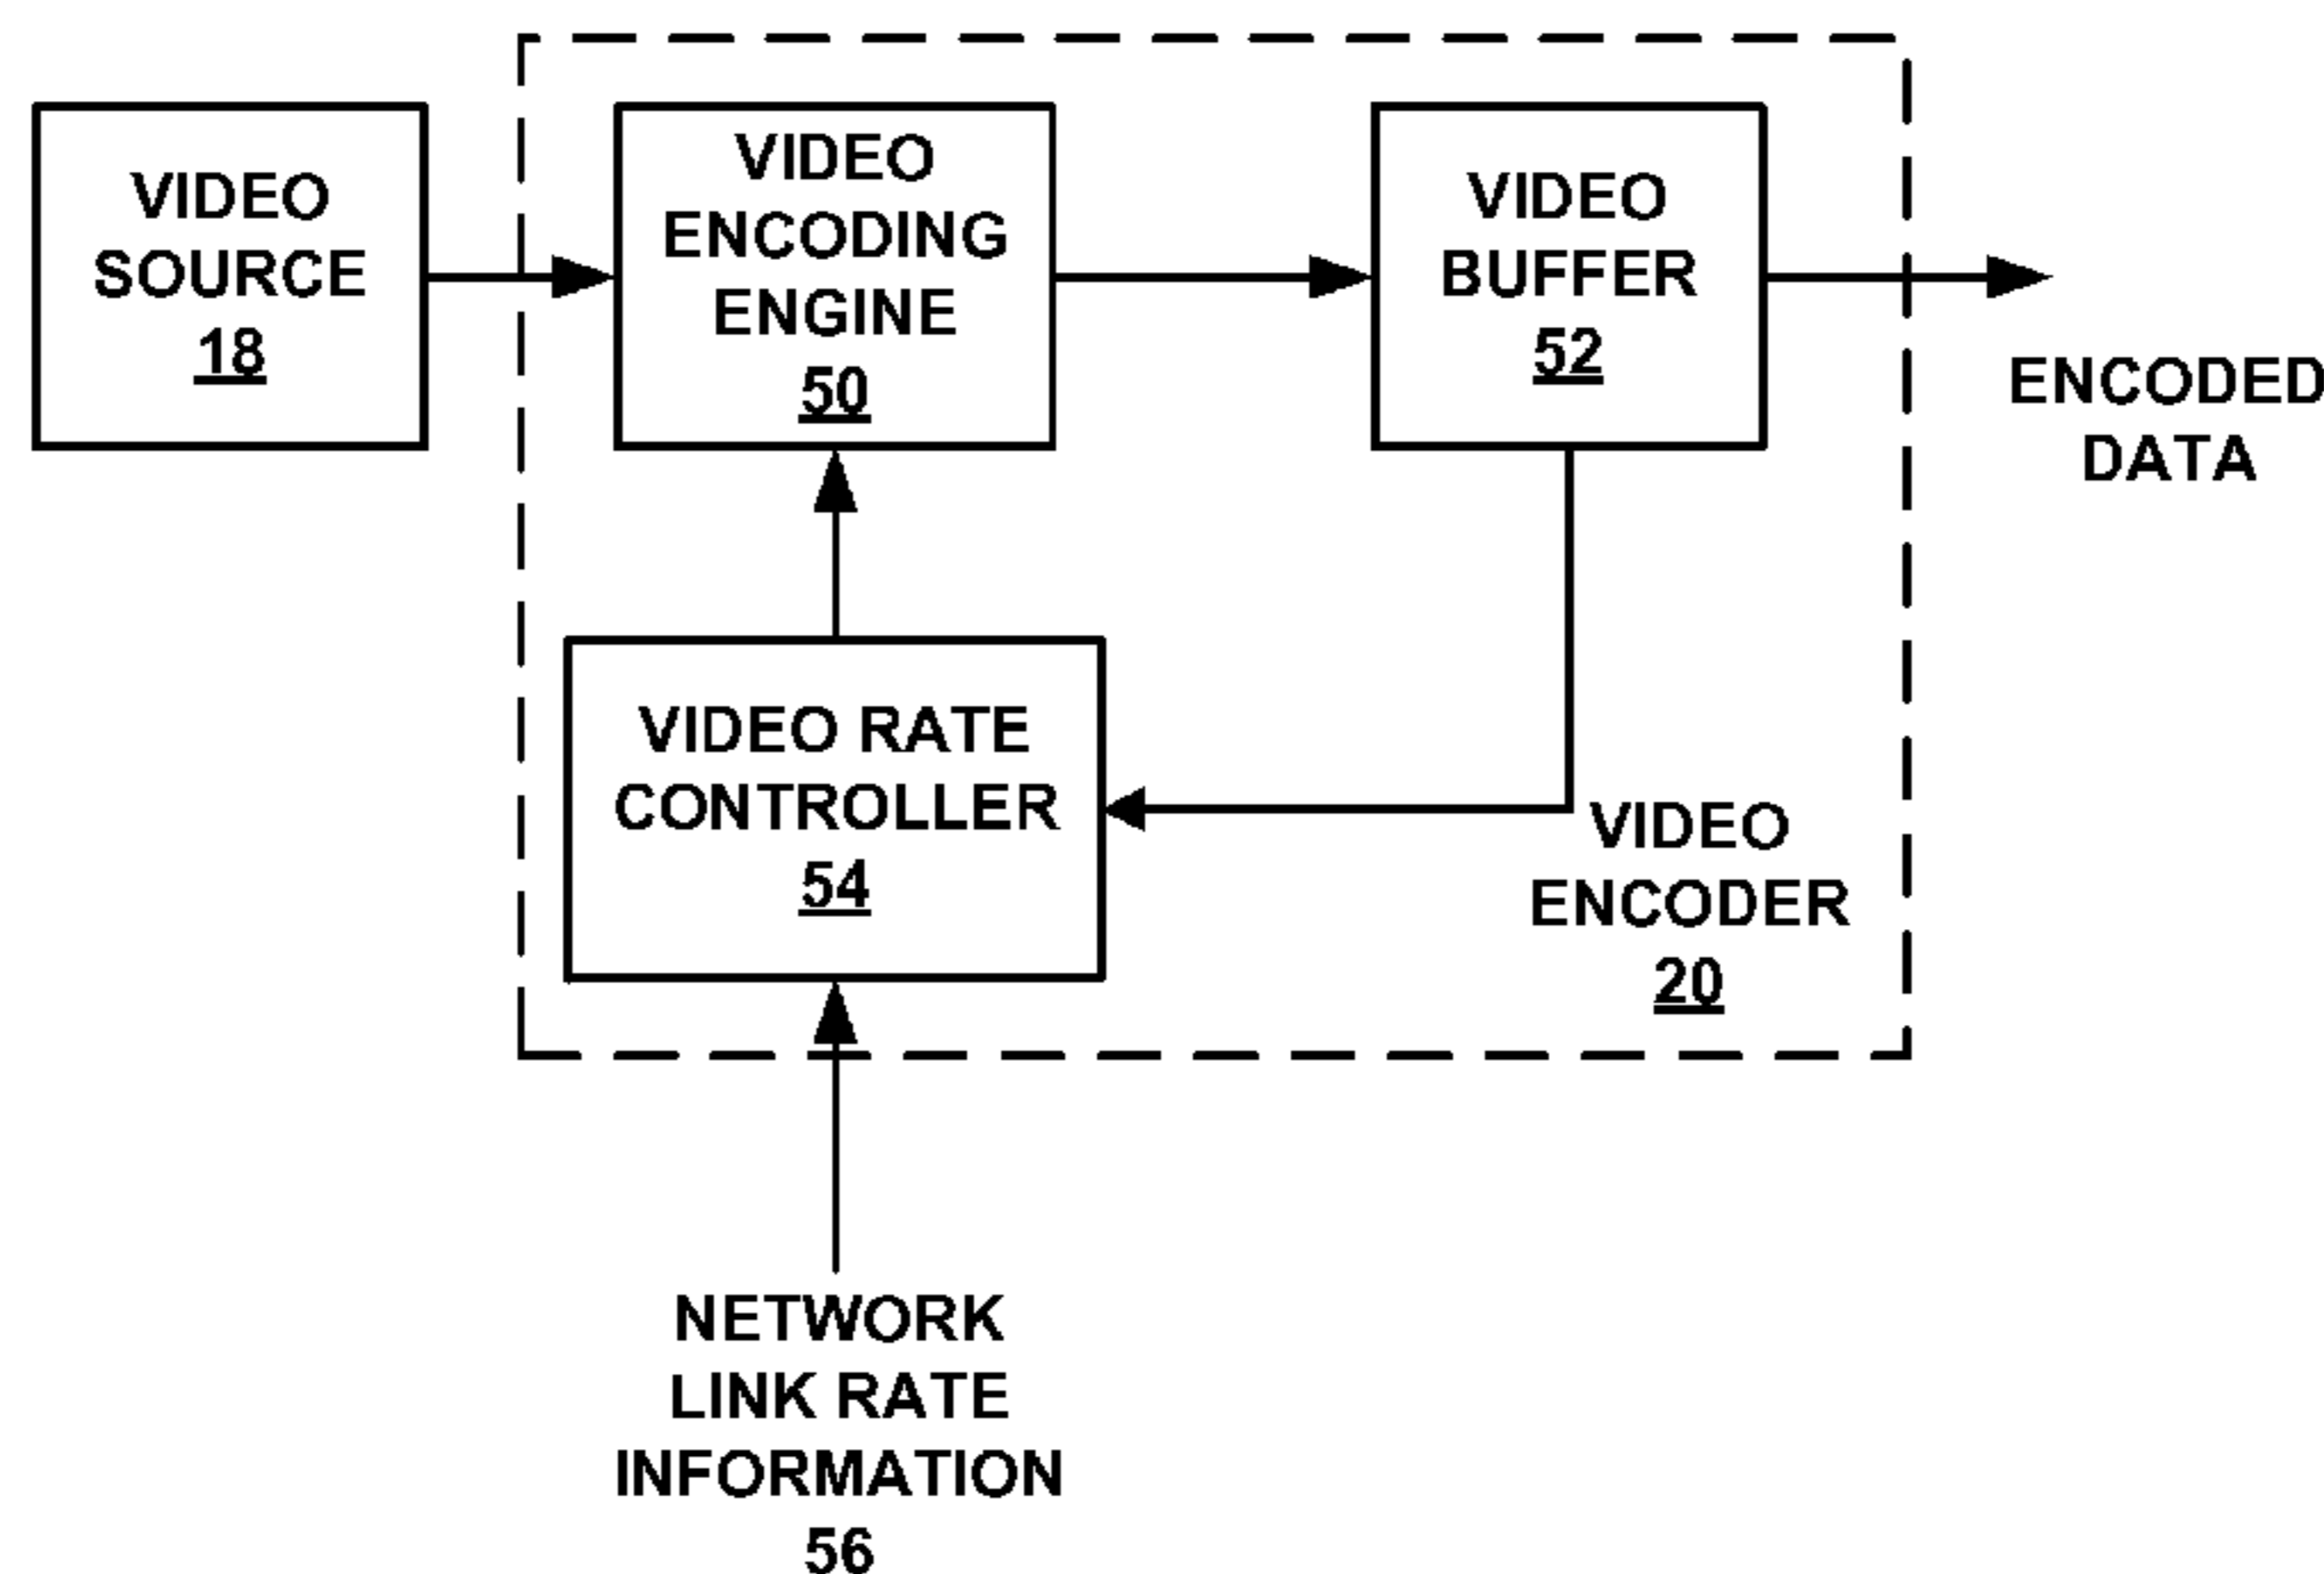 VIDEO
SOURCE
18
VIDEO
ENCODING
ENGINE
50
VIDEO
BUFFER
52
ENCODED
DATA
VIDEO RATE
CONTROLLER
54
VIDEO
ENCODER
20
NETWORK
LINK RATE
INFORMATION
56